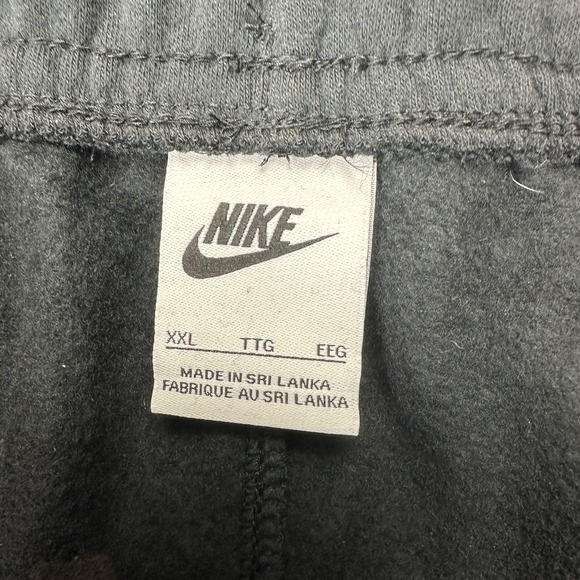 NIKE
XXL TTG EEG
MADE IN SRI LANKA
FABRIQUE AU SRI LANKA